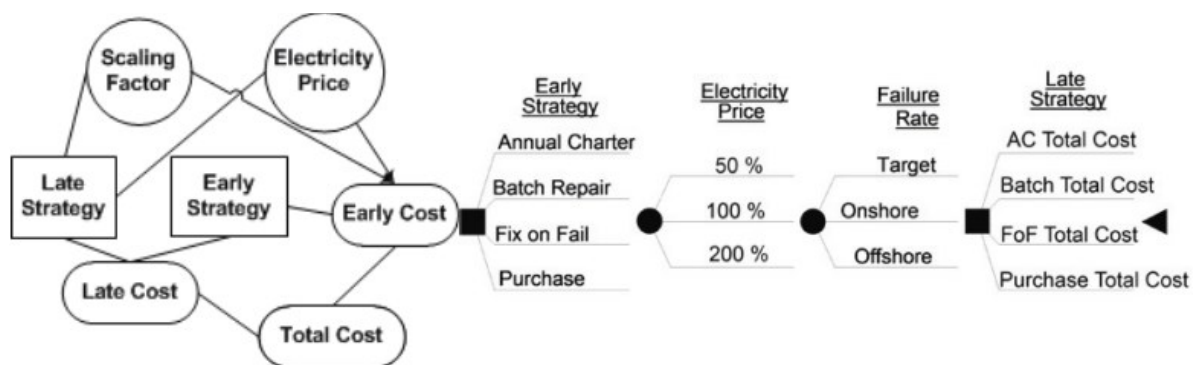 Scaling
Factor
Electricity
Price
Late
Strategy
Early
Strategy
Early Cost
Late Cost
Total Cost
Early
Strategy
Annual Charter
Batch Repair
Fix on Fail
Purchase
Electricity
Price
50 %
100 %
200 %
Failure
Rate
Target
Onshore
Offshore
Late
Strategy
AC Total Cost
Batch Total Cost
FoF Total Cost
Purchase Total Cost